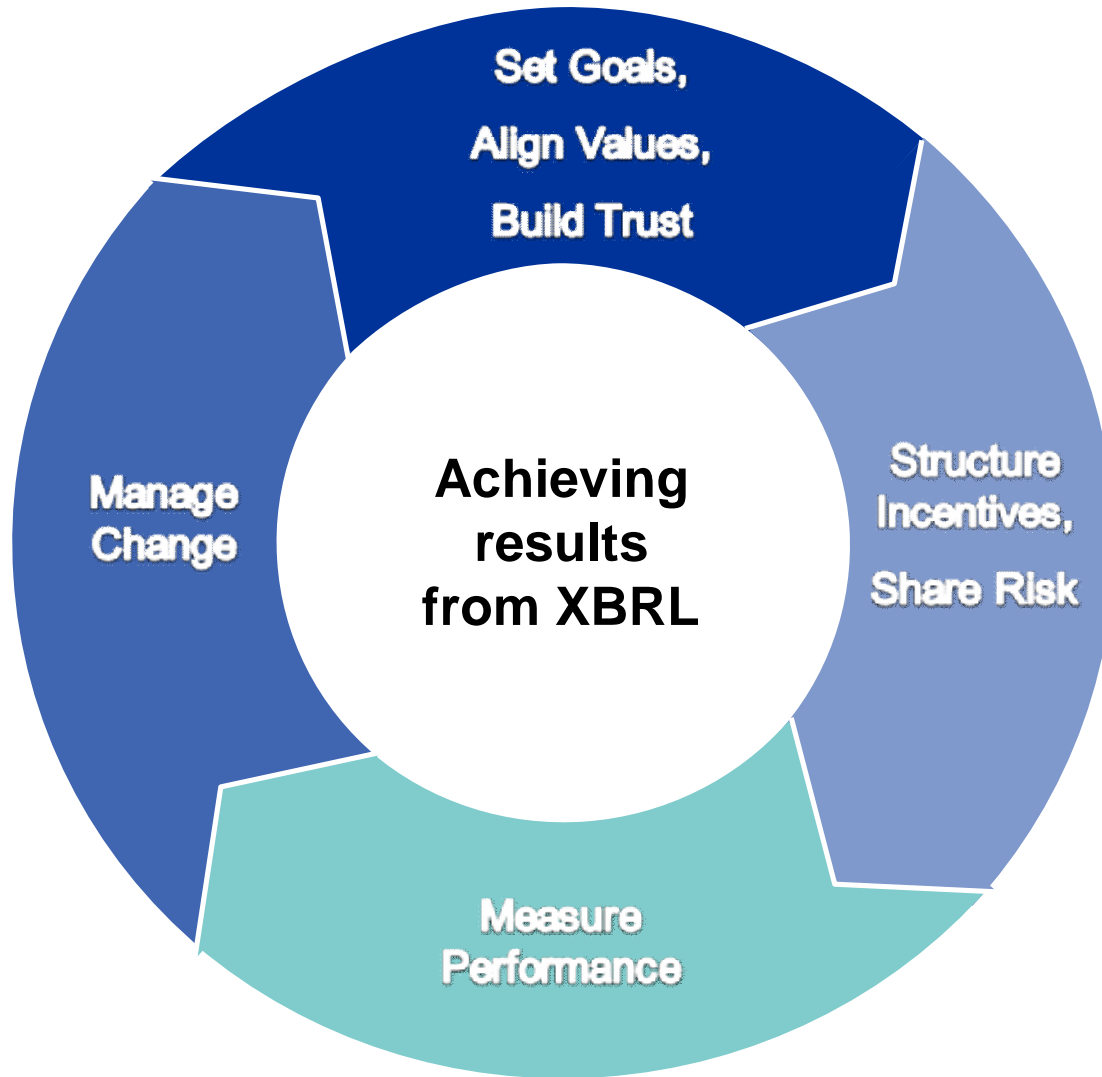 Set Goals,
Align Values,
Build Trust
Structure
Incentives,
Share Risk
Measure
Performance
Manage
Change
Achieving
results
from XBRL